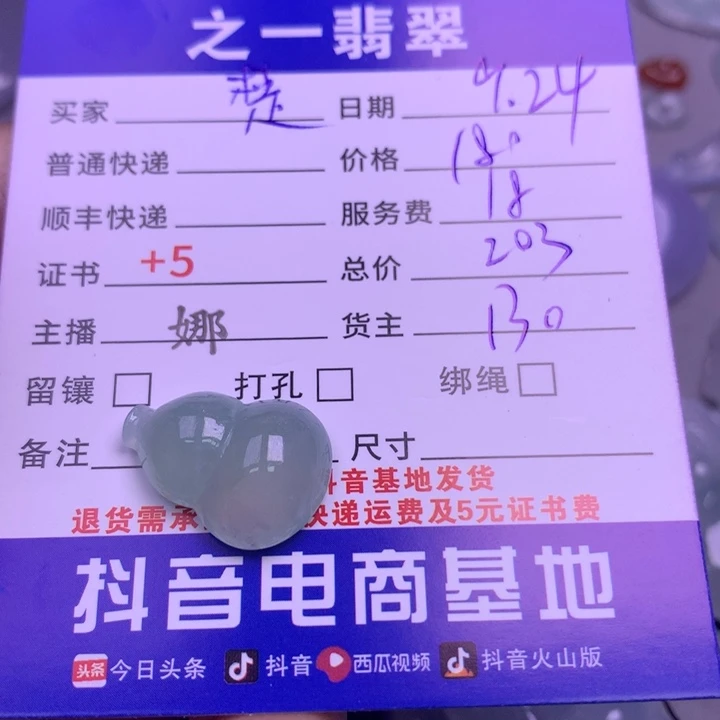 之一翡翠
买家 楚 日期 9.24
普通快递 价格 180
顺丰快递 服务费 18
证书 +5 总价 203
主播 娜 货主 130
留镶 打孔 绑绳
备注 尺寸
抖音基地发货
退货需承 快递运费及5元证书费
抖音电商基地
头条 今日头条 抖音 西瓜视频 抖音火山版